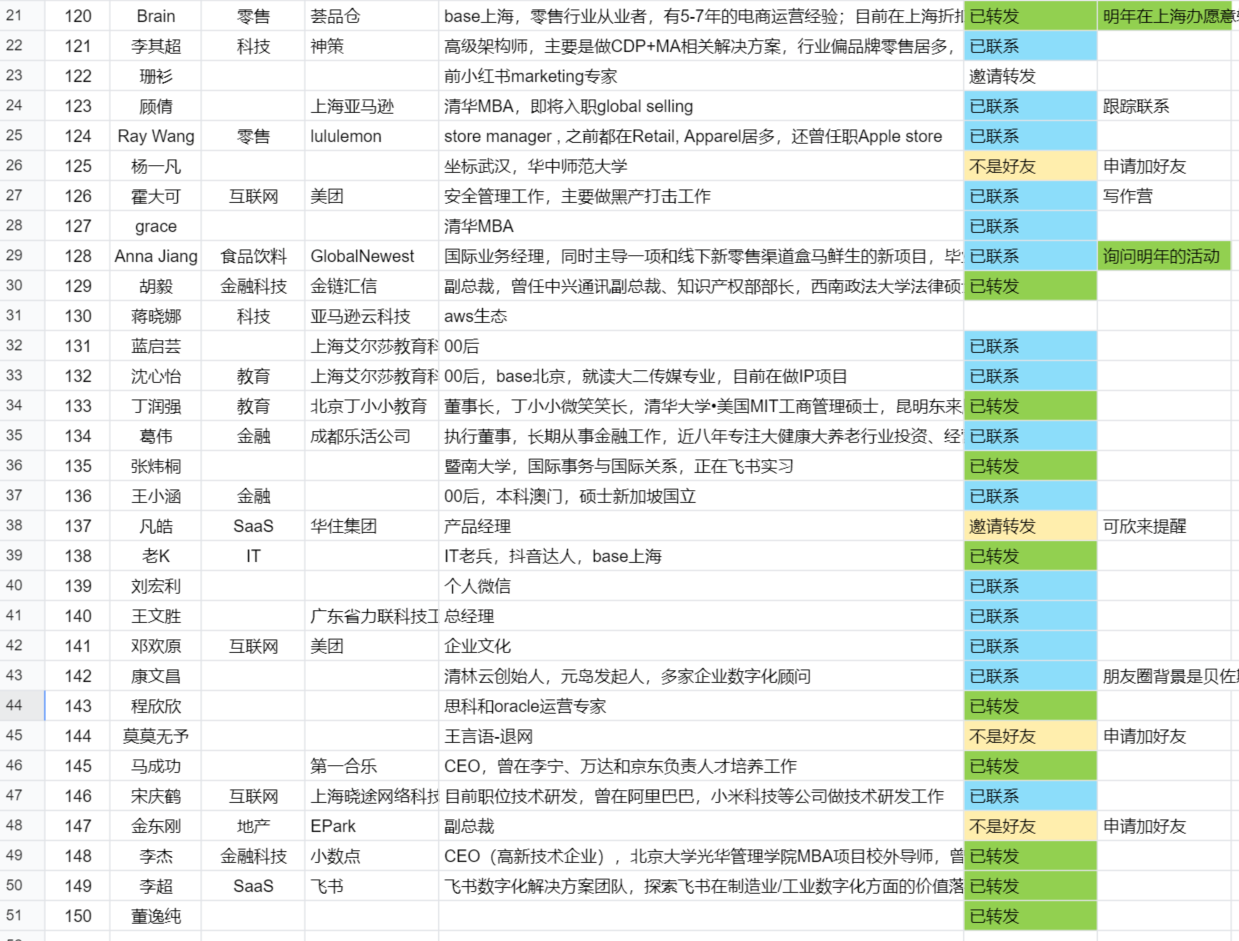 21 120 Brain 零售 荟品仓 base上海，零售行业从业者，有5-7年的电商运营经验；目前在上海折扣 已转发 明年在上海办愿意
22 121 李其超 科技 神策 高级架构师，主要是做CDP+MA相关解决方案，行业偏品牌零售居多， 已联系
23 122 珊衫 前小红书marketing专家 邀请转发
24 123 顾倩 上海亚马逊 清华MBA，即将入职global selling 已联系 跟踪联系
25 124 Ray Wang 零售 lululemon store manager , 之前都在Retail, Apparel居多，还曾任职Apple store 已联系
26 125 杨一凡 坐标武汉，华中师范大学 不是好友 申请加好友
27 126 霍大可 互联网 美团 安全管理工作，主要做黑产打击工作 已联系 写作营
28 127 grace 清华MBA 已联系
29 128 Anna Jiang 食品饮料 GlobalNewest 国际业务经理，同时主导一项和线下新零售渠道盒马鲜生的新项目，毕 已联系 询问明年的活动
30 129 胡毅 金融科技 金链汇信 副总裁，曾任中兴通讯副总裁、知识产权部部长，西南政法大学法律硕 已转发
31 130 蒋晓娜 科技 亚马逊云科技 aws生态
32 131 蓝启芸 上海艾尔莎教育科 00后 已联系
33 132 沈心怡 教育 上海艾尔莎教育科 00后，base北京，就读大二传媒专业，目前在做IP项目 已联系
34 133 丁润强 教育 北京丁小小教育 董事长，丁小小微笑笑长，清华大学•美国MIT工商管理硕士，昆明东来 已转发
35 134 葛伟 金融 成都乐活公司 执行董事，长期从事金融工作，近八年专注大健康大养老行业投资、经 已联系
36 135 张炜桐 暨南大学，国际事务与国际关系，正在飞书实习 已转发
37 136 王小涵 金融 00后，本科澳门，硕士新加坡国立 已联系
38 137 凡皓 SaaS 华住集团 产品经理 邀请转发 可欣来提醒
39 138 老K IT IT老兵，抖音达人，base上海 已转发
40 139 刘宏利 个人微信 已联系
41 140 王文胜 广东省力联科技工 总经理 已联系
42 141 邓欢原 互联网 美团 企业文化 已联系
43 142 康文昌 清林云创始人，元岛发起人，多家企业数字化顾问 已联系 朋友圈背景是贝佐
44 143 程欣欣 思科和oracle运营专家 已转发
45 144 莫莫无予 王言语-退网 不是好友 申请加好友
46 145 马成功 第一合乐 CEO，曾在李宁、万达和京东负责人才培养工作 已转发
47 146 宋庆鹤 互联网 上海晓途网络科技 目前职位技术研发，曾在阿里巴巴，小米科技等公司做技术研发工作 已联系
48 147 金东刚 地产 EPark 副总裁 不是好友 申请加好友
49 148 李杰 金融科技 小数点 CEO（高新技术企业），北京大学光华管理学院MBA项目校外导师，曾 已转发
50 149 李超 SaaS 飞书 飞书数字化解决方案团队，探索飞书在制造业/工业数字化方面的价值落 已转发
51 150 董逸纯 已转发